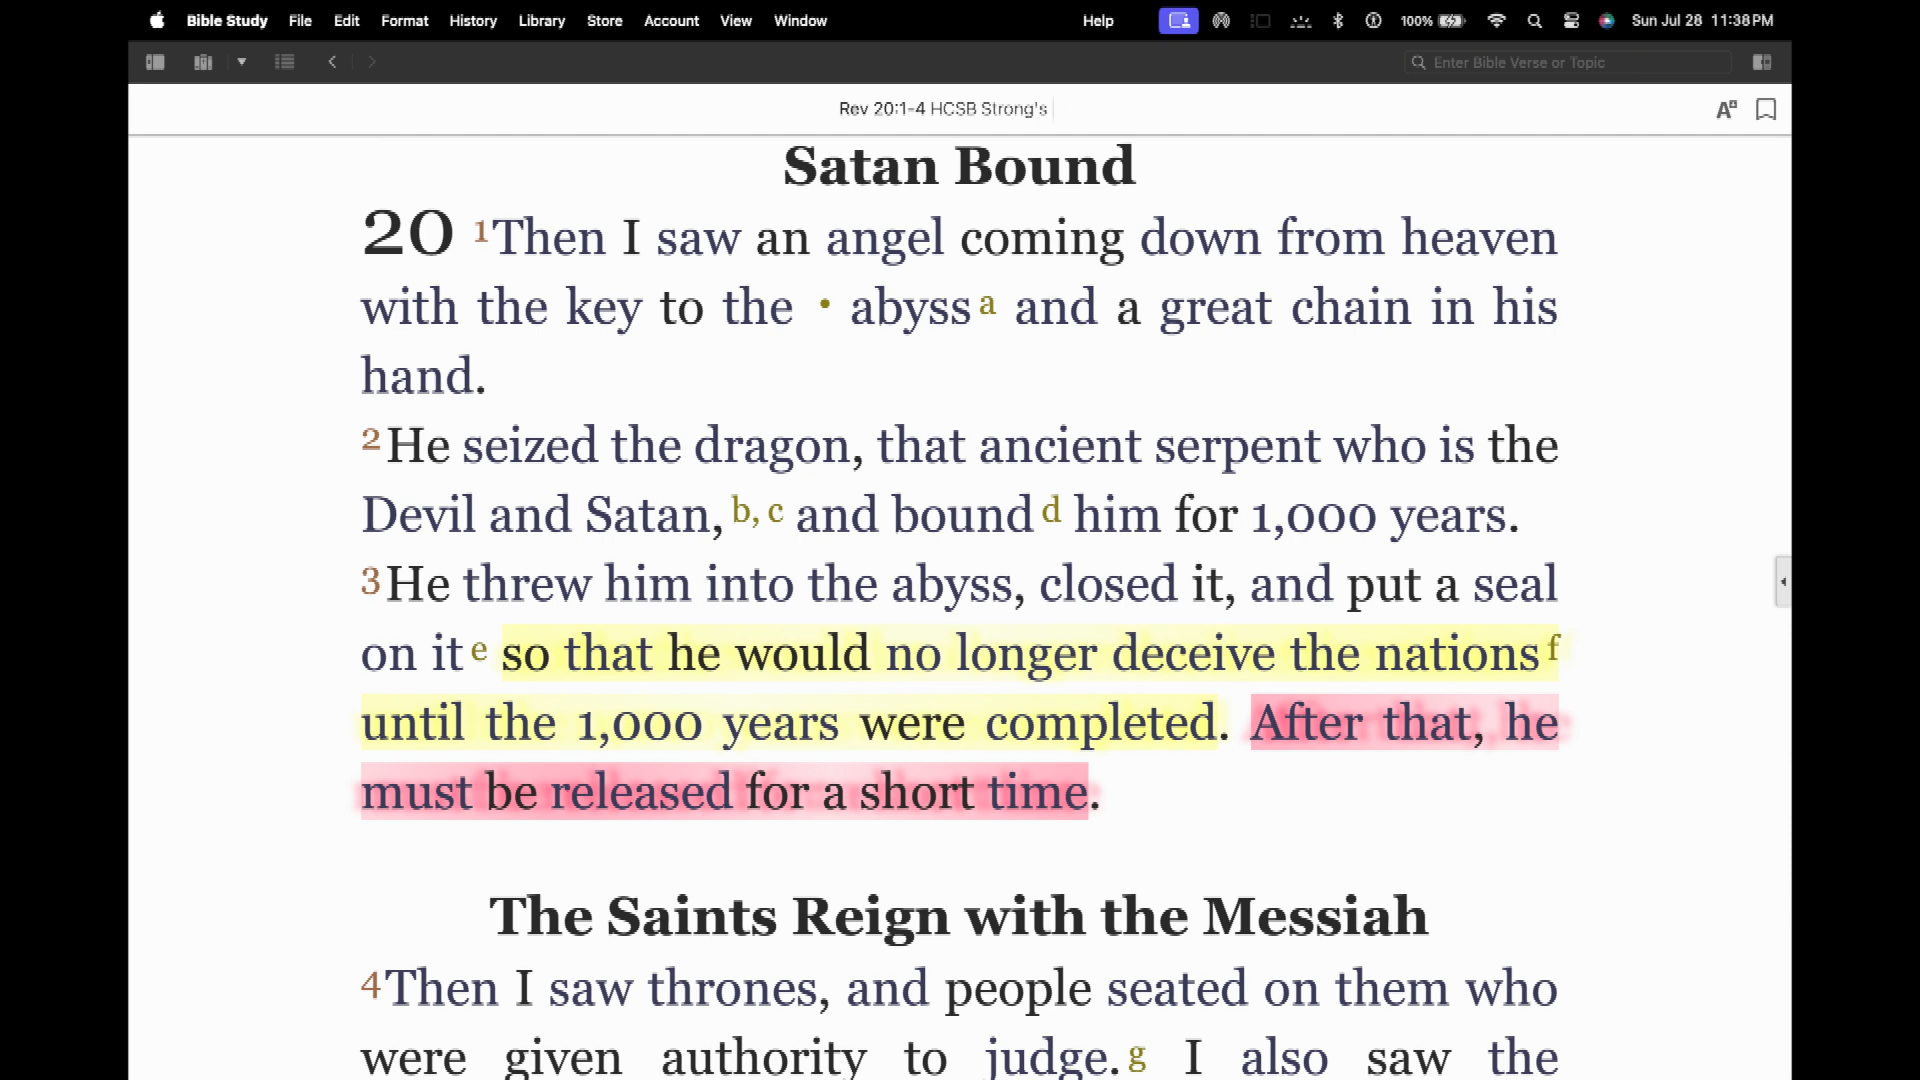 Bible Study File Edit Format History Library Store Account View Window Help 100% Sun Jul 28 11:38 PM
Enter Bible Verse or Topic
Rev 20:1-4 HCSB Strong's
Satan Bound
20 1Then I saw an angel coming down from heaven
with the key to the • abyss a and a great chain in his
hand.
2He seized the dragon, that ancient serpent who is the
Devil and Satan, b, c and bound d him for 1,000 years.
3He threw him into the abyss, closed it, and put a seal
on it e so that he would no longer deceive the nations f
until the 1,000 years were completed. After that, he
must be released for a short time.
The Saints Reign with the Messiah
4Then I saw thrones, and people seated on them who
were given authority to judge. g I also saw the